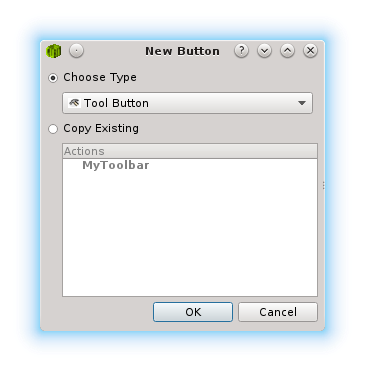 New Button
Choose Type
Tool Button
Copy Existing
Actions
MyToolbar
OK
Cancel